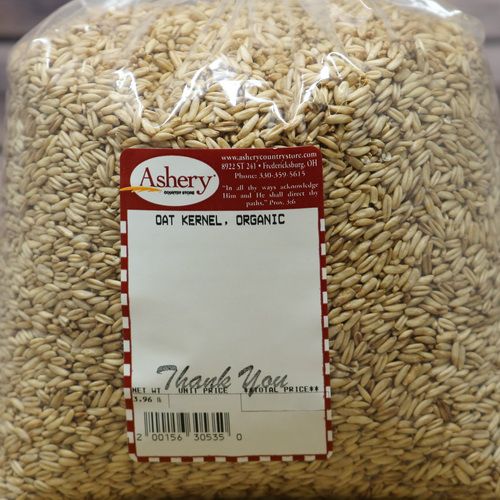 Ashery
COUNTRY STORE
www.asherycountrystore.com
8922 ST 241 • Fredericksburg, OH
Phone: 330-359-5615
"In all thy ways acknowledge
Him and He shall direct thy
paths." Prov. 3:6
OAT KERNEL, ORGANIC
Thank You
NET WT UNIT PRICE **TOTAL PRICE**
3.96 lb
2 00156 30535 0